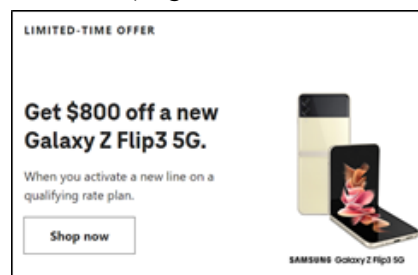 LIMITED-TIME OFFER
Get $800 off a new
Galaxy Z Flip3 5G.
When you activate a new line on a
qualifying rate plan.
Shop now
SAMSUNG Galaxy Z Flip3 5G